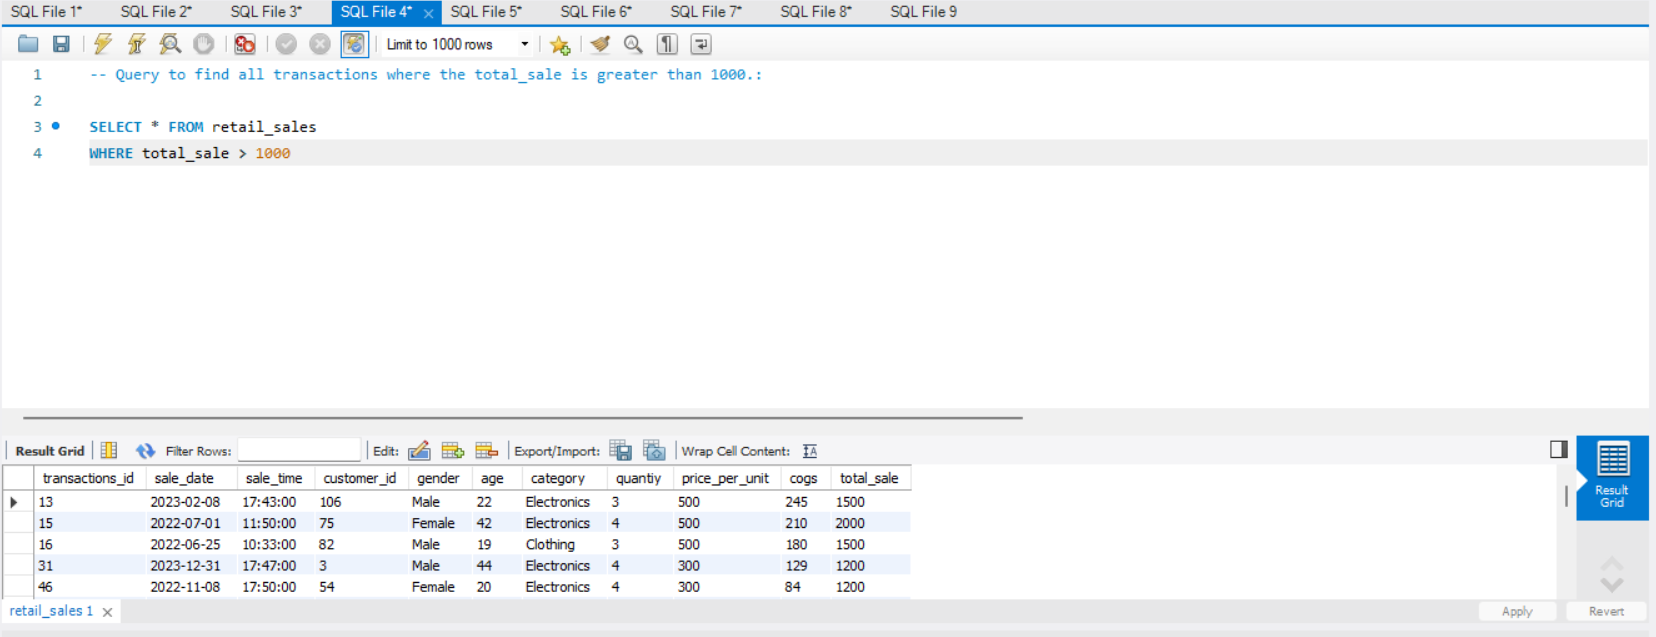 SQL File 1* SQL File 2* SQL File 3* SQL File 4* SQL File 5* SQL File 6* SQL File 7* SQL File 8* SQL File 9
Limit to 1000 rows
1 -- Query to find all transactions where the total_sale is greater than 1000.:
2
3 SELECT * FROM retail_sales
4 WHERE total_sale > 1000
Result Grid Filter Rows: Edit: Export/Import: Wrap Cell Content:
transactions_id sale_date sale_time customer_id gender age category quantiy price_per_unit cogs total_sale
13 2023-02-08 17:43:00 106 Male 22 Electronics 3 500 245 1500
15 2022-07-01 11:50:00 75 Female 42 Electronics 4 500 210 2000
16 2022-06-25 10:33:00 82 Male 19 Clothing 3 500 180 1500
31 2023-12-31 17:47:00 3 Male 44 Electronics 4 300 129 1200
46 2022-11-08 17:50:00 54 Female 20 Electronics 4 300 84 1200
Result
Grid
retail_sales 1 Apply Revert